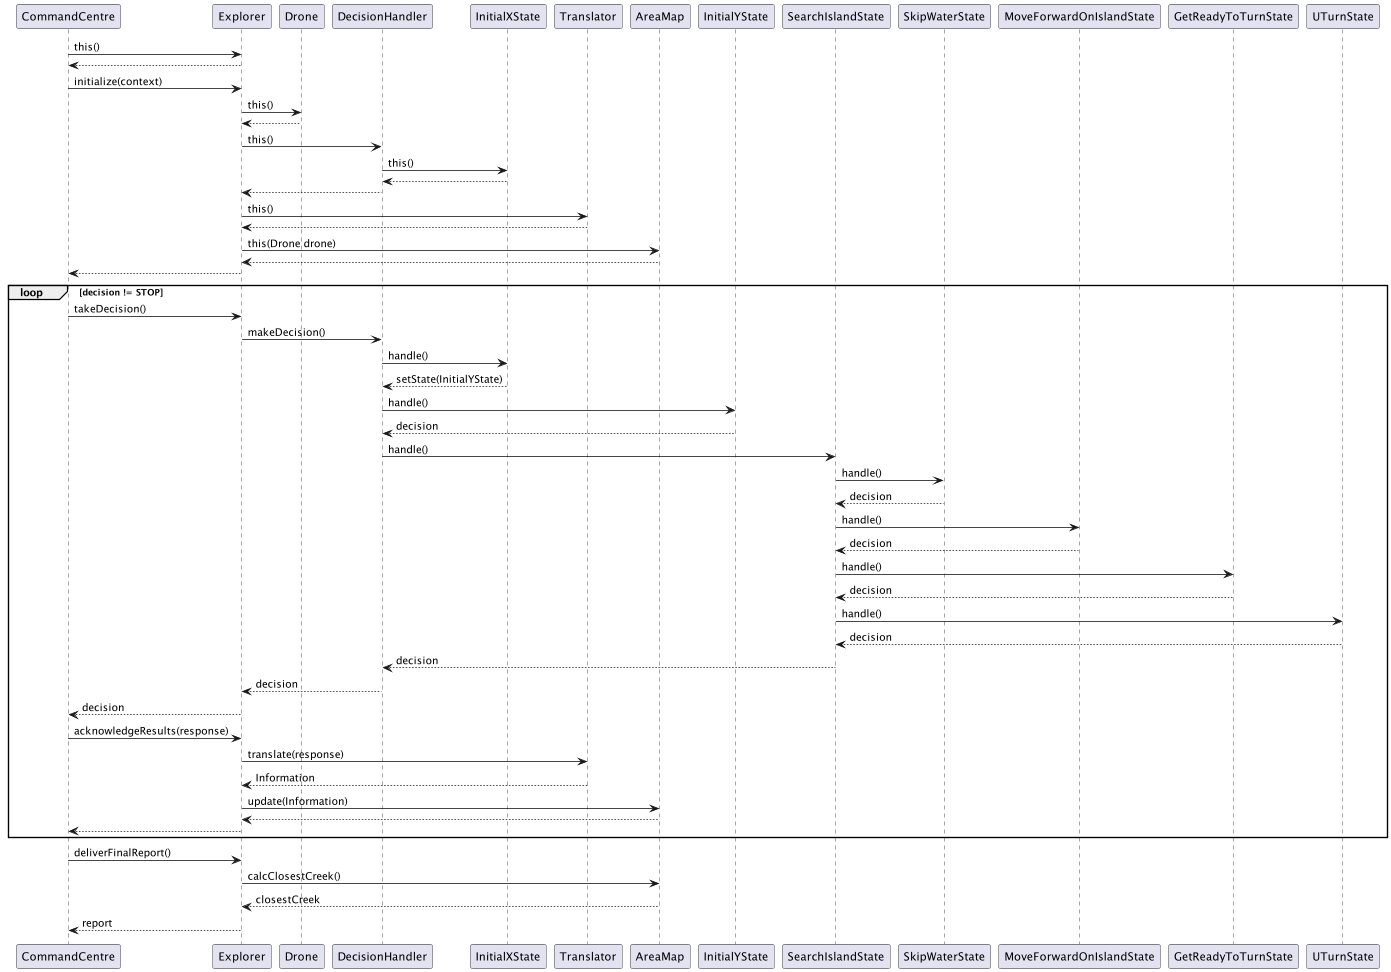 CommandCentre Explorer Drone DecisionHandler InitialXState Translator AreaMap InitialYState SearchIslandState SkipWaterState MoveForwardOnIslandState GetReadyToTurnState UTurnState
this()
initialize(context)
this()
this()
this()
this()
this(Drone drone)
loop [decision != STOP]
takeDecision()
makeDecision()
handle()
setState(InitialYState)
handle()
decision
handle()
handle()
decision
handle()
decision
handle()
decision
handle()
decision
decision
decision
decision
acknowledgeResults(response)
translate(response)
Information
update(Information)
deliverFinalReport()
calcClosestCreek()
closestCreek
report
CommandCentre Explorer Drone DecisionHandler InitialXState Translator AreaMap InitialYState SearchIslandState SkipWaterState MoveForwardOnIslandState GetReadyToTurnState UTurnState